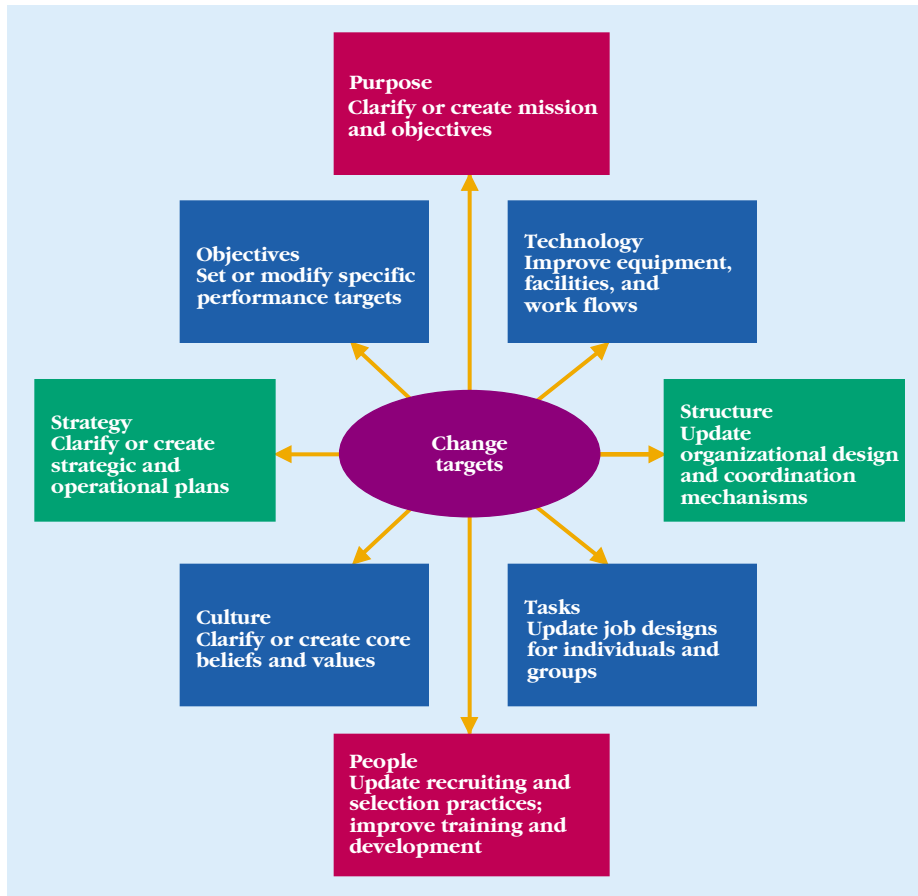 Purpose
Clarify or create mission
and objectives
Objectives
Set or modify specific
performance targets
Technology
Improve equipment,
facilities, and
work flows
Strategy
Clarify or create
strategic and
operational plans
Change
targets
Structure
Update
organizational design
and coordination
mechanisms
Culture
Clarify or create core
beliefs and values
Tasks
Update job designs
for individuals and
groups
People
Update recruiting and
selection practices;
improve training and
development